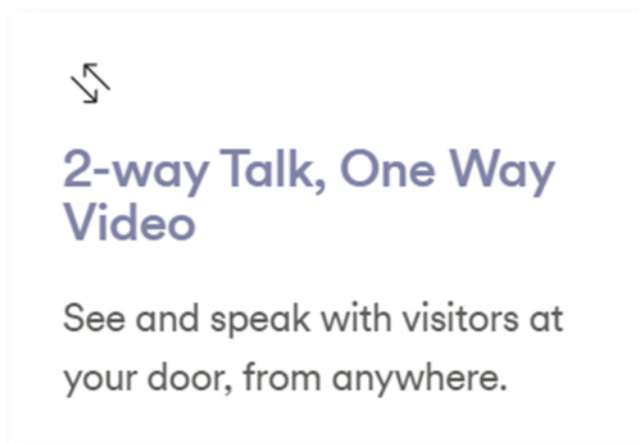 2-way Talk, One Way
Video
See and speak with visitors at
your door, from anywhere.